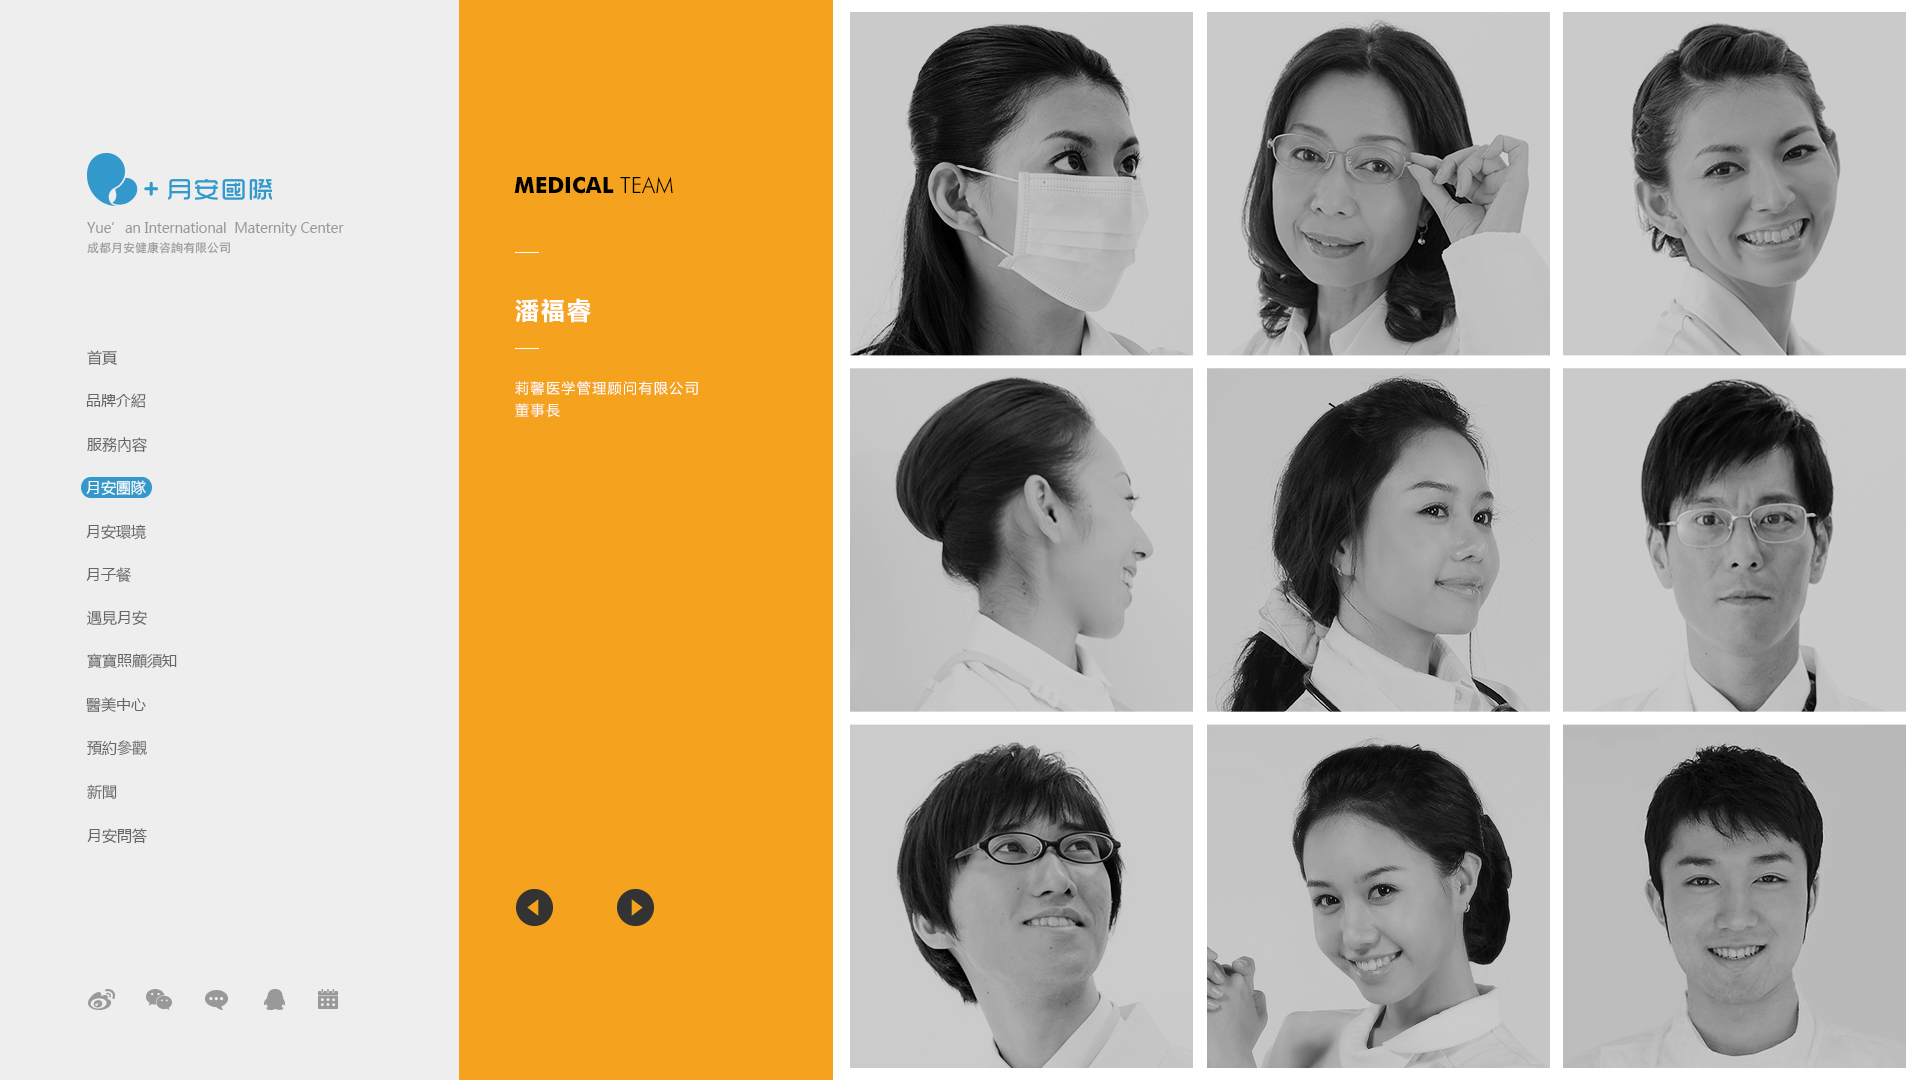 月安國際
Yue’an International Maternity Center
成都月安健康咨詢有限公司
首頁
品牌介紹
服務內容
月安團隊
月安環境
月子餐
遇見月安
寶寶照顧須知
醫美中心
預約參觀
新聞
月安問答
MEDICAL TEAM
潘福睿
莉馨医学管理顾问有限公司
董事長